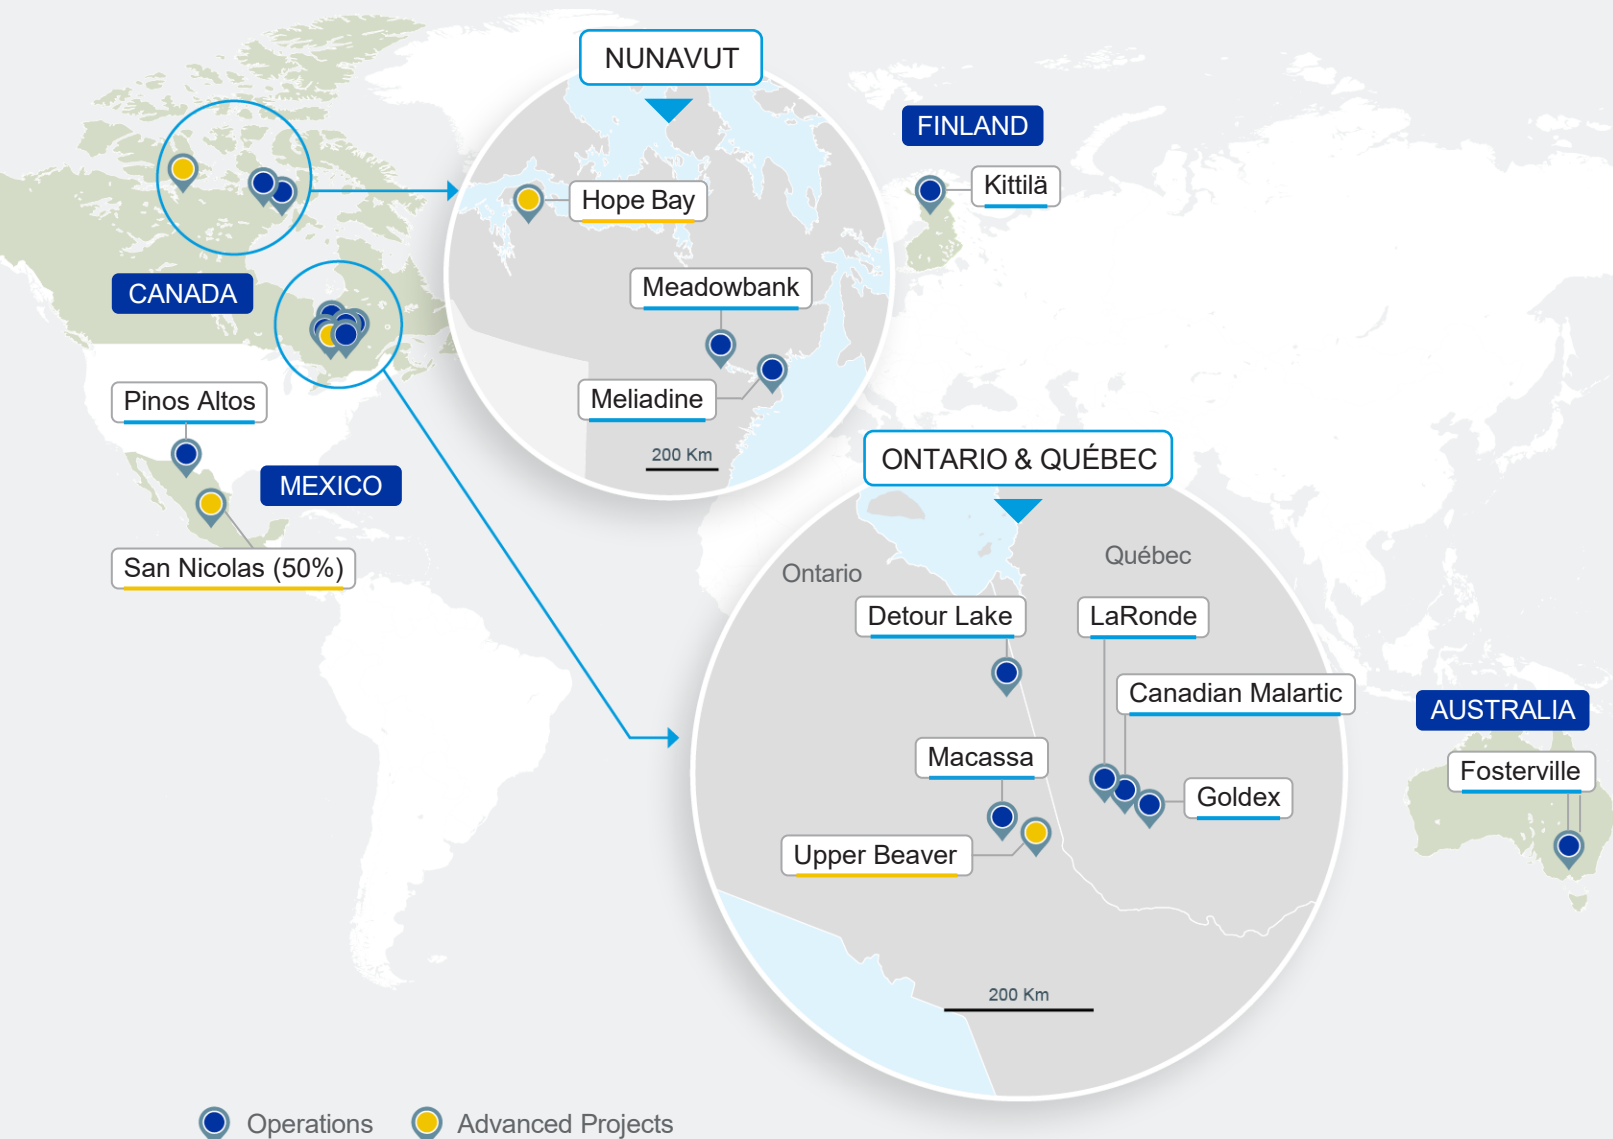 NUNAVUT
FINLAND
Kittilä
Hope Bay
Meadowbank
CANADA
Meliadine
Pinos Altos
200 Km
MEXICO
ONTARIO & QUÉBEC
San Nicolas (50%)
Ontario
Québec
Detour Lake
LaRonde
Canadian Malartic
AUSTRALIA
Macassa
Fosterville
Goldex
Upper Beaver
200 Km
Operations
Advanced Projects